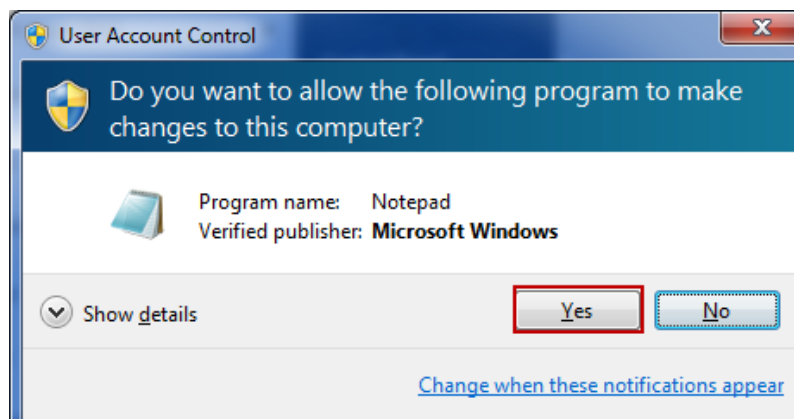 User Account Control
Do you want to allow the following program to make
changes to this computer?
Program name: Notepad
Verified publisher: Microsoft Windows
Show details
Yes
No
Change when these notifications appear